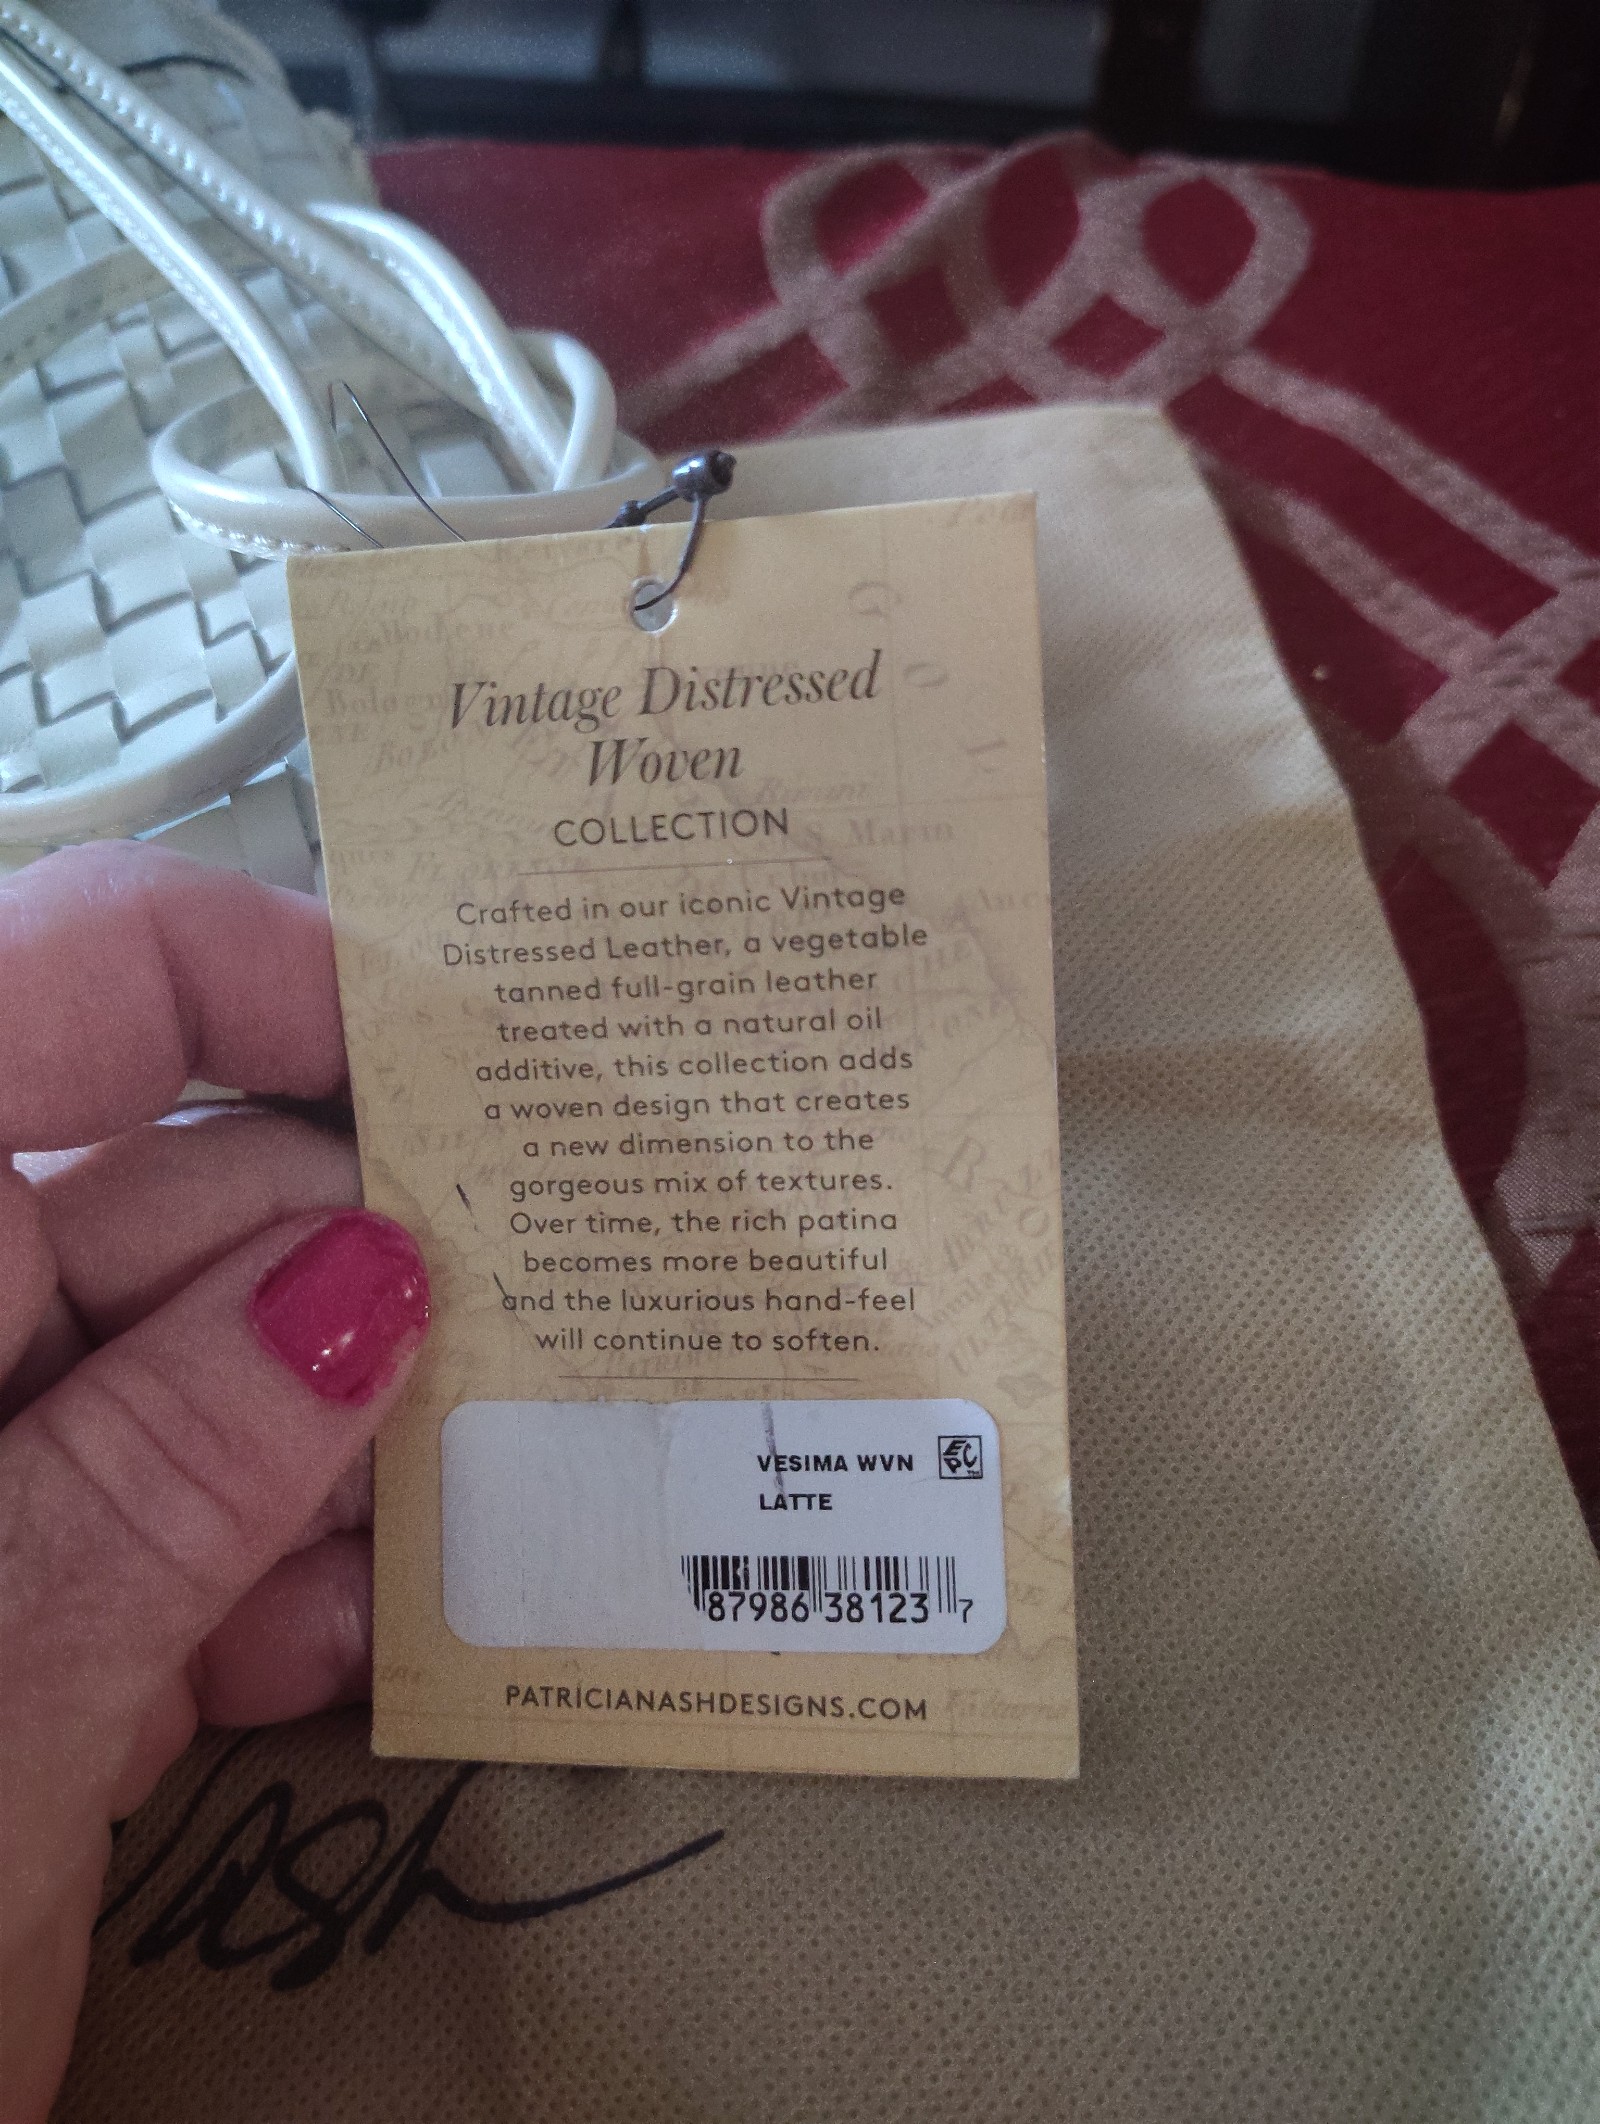 Vintage Distressed
Woven
COLLECTION
Crafted in our iconic Vintage
Distressed Leather, a vegetable
tanned full-grain leather
treated with a natural oil
additive, this collection adds
a woven design that creates
a new dimension to the
gorgeous mix of textures.
Over time, the rich patina
becomes more beautiful
and the luxurious hand-feel
will continue to soften.
VESIMA WVN
EPC
LATTE
87986 38123 7
PATRICIANASHDESIGNS.COM
ash